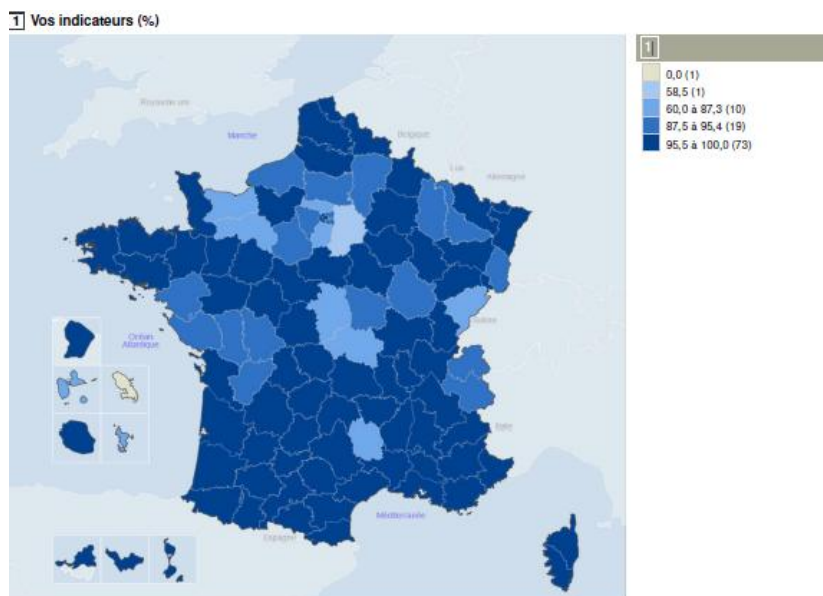 1 Vos indicateurs (%)
1
0,0 (1)
58,5 (1)
60,0 à 87,3 (10)
87,5 à 95,4 (19)
95,5 à 100,0 (73)
Royaume-uni
Manche
Belgique
Lux
Allemagne
Suisse
Océan
Atlantique
Italie
Méditerranée
Espagne